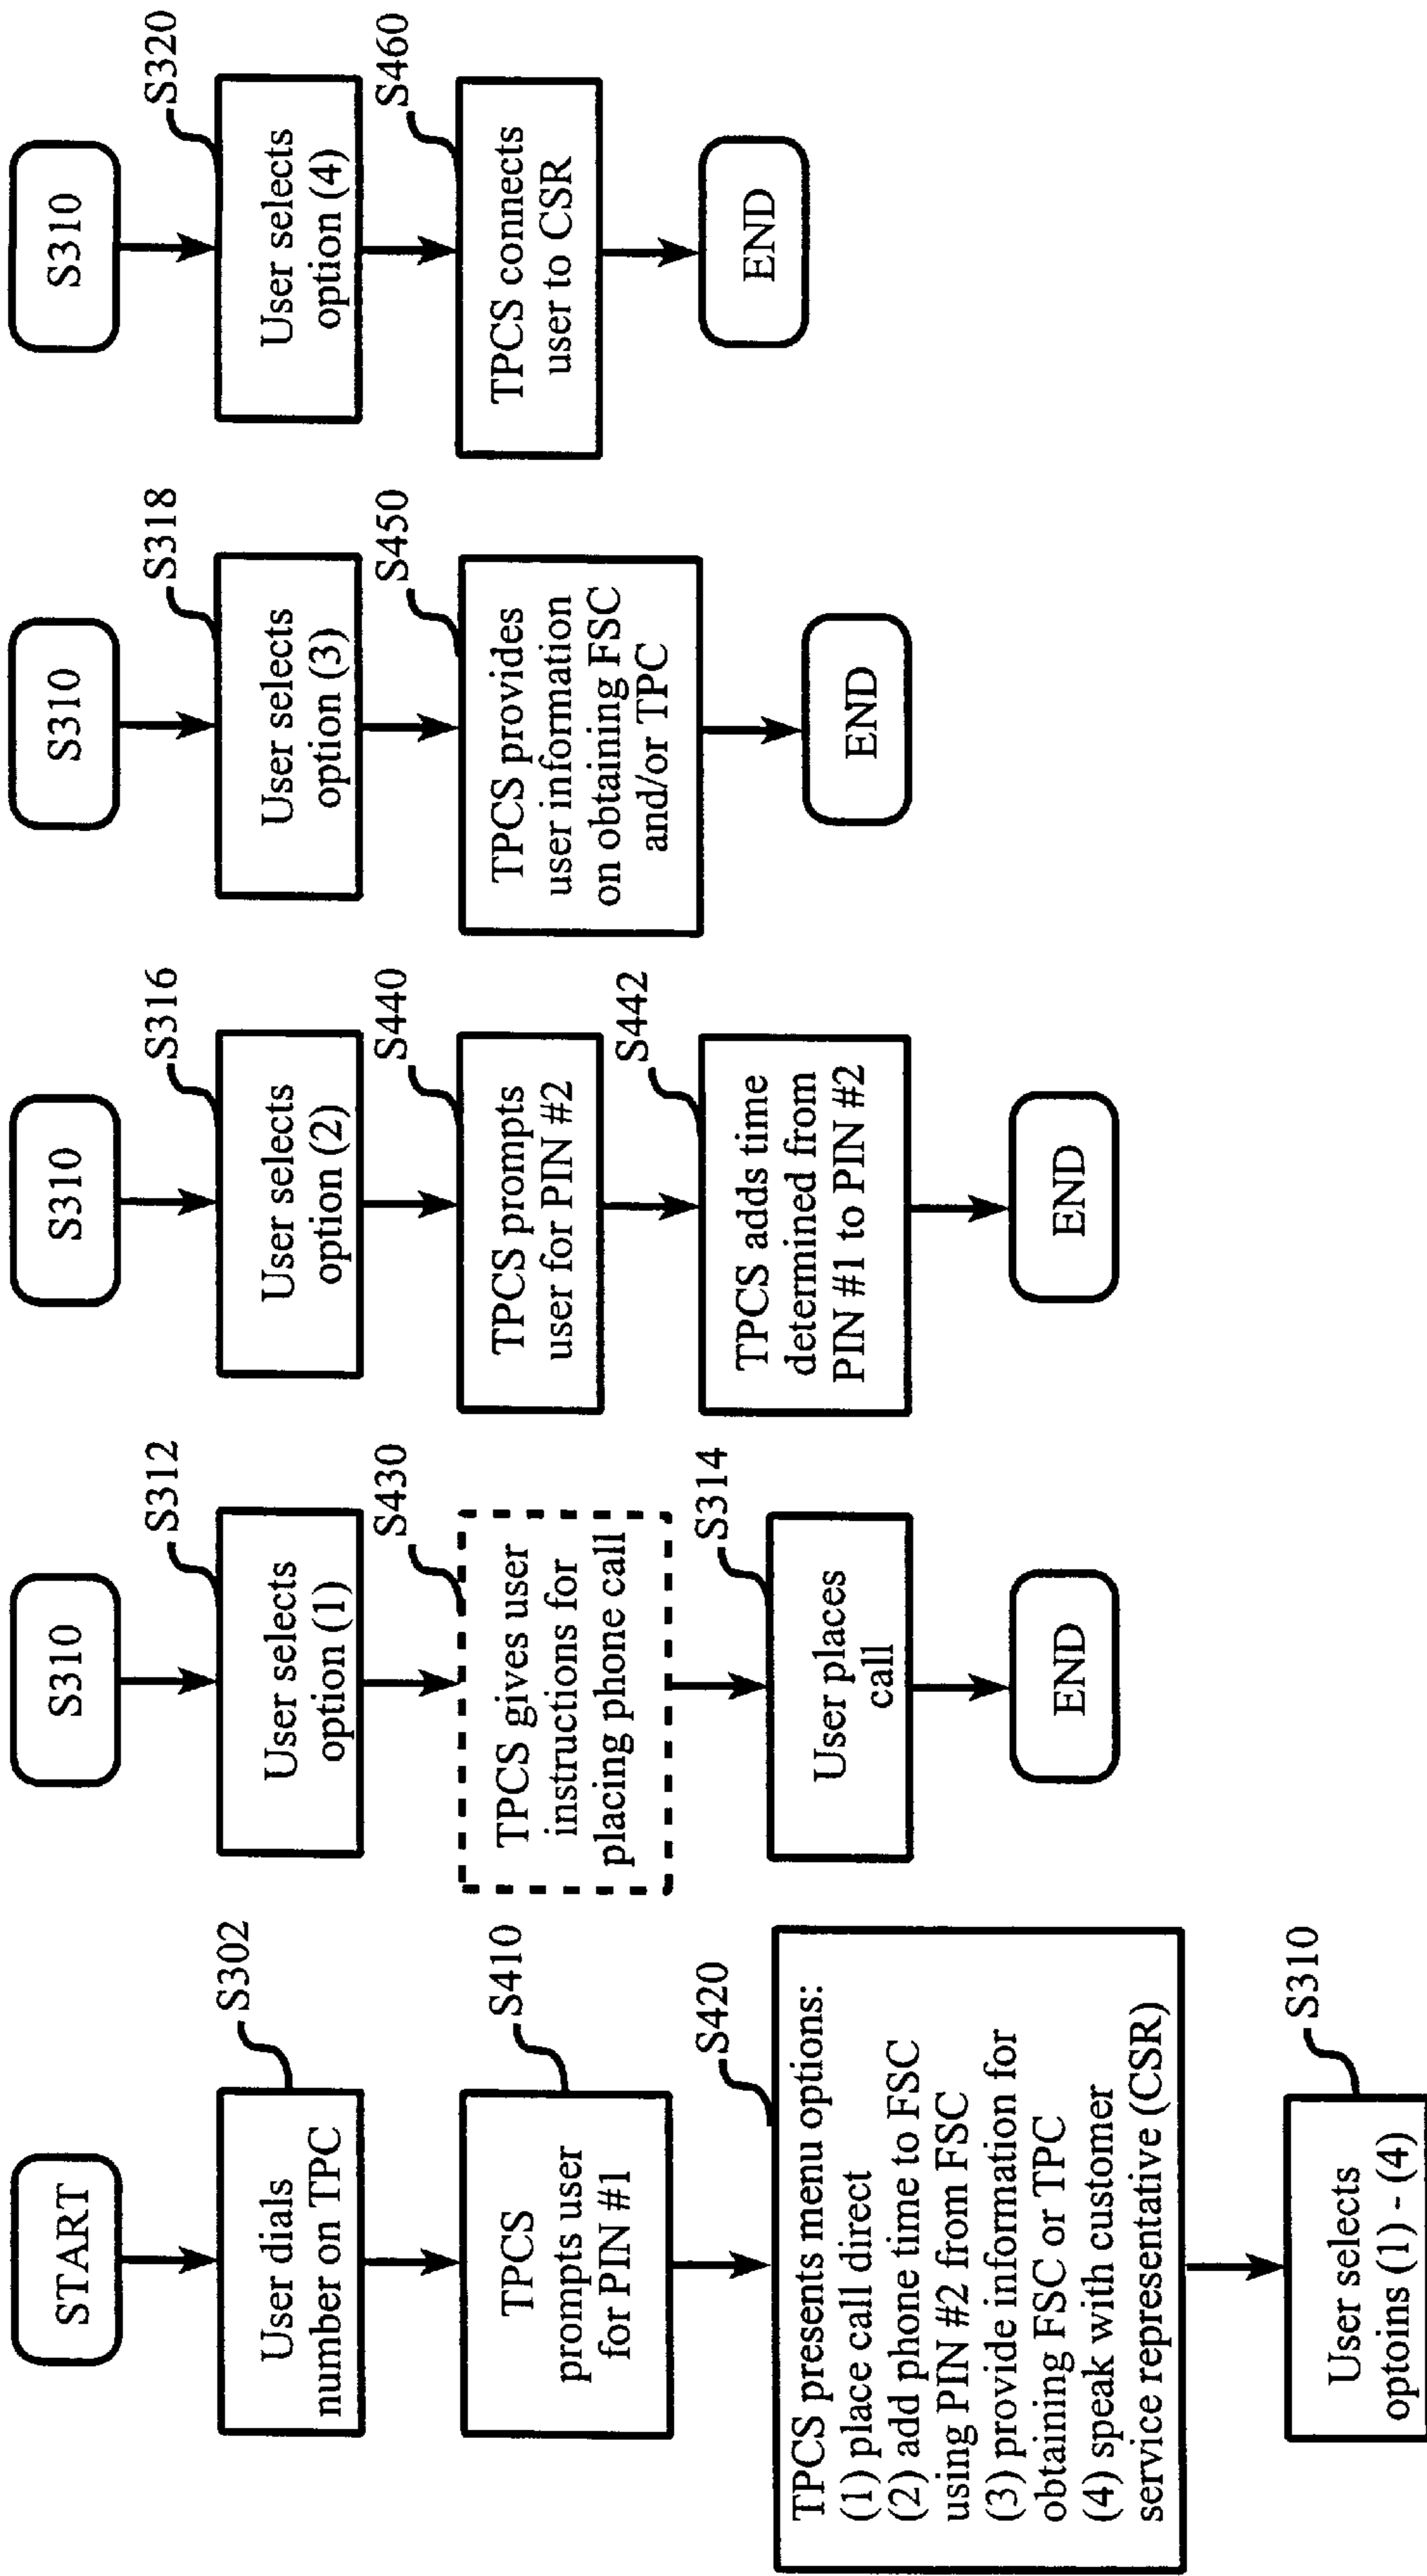 START
User dials
number on TPC
S302
TPCS
prompts user
for PIN #1
S410
TPCS presents menu options:
(1) place call direct
(2) add phone time to FSC
using PIN #2 from FSC
(3) provide information for
obtaining FSC or TPC
(4) speak with customer
service representative (CSR)
S420
User selects
optoins (1) - (4)
S310
S310
User selects
option (1)
S312
TPCS gives user
instructions for
placing phone call
S430
User places
call
S314
END
S310
User selects
option (2)
S316
TPCS prompts
user for PIN #2
S440
TPCS adds time
determined from
PIN #1 to PIN #2
S442
END
S310
User selects
option (3)
S318
TPCS provides
user information
on obtaining FSC
and/or TPC
S450
END
S310
User selects
option (4)
S320
TPCS connects
user to CSR
S460
END